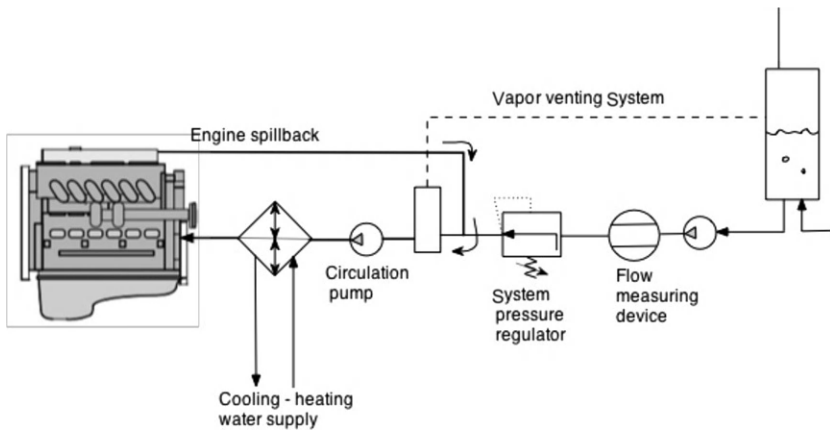 Vapor venting System
Engine spillback
Circulation
pump
System
pressure
regulator
Flow
measuring
device
Cooling - heating
water supply